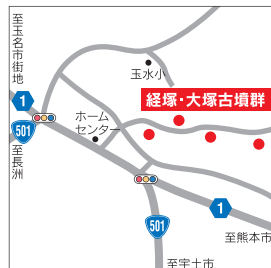 至玉名市街地
玉水小
経塚・大塚古墳群
1
ホーム
センター
501
至長洲
1
至熊本市
501
至宇土市